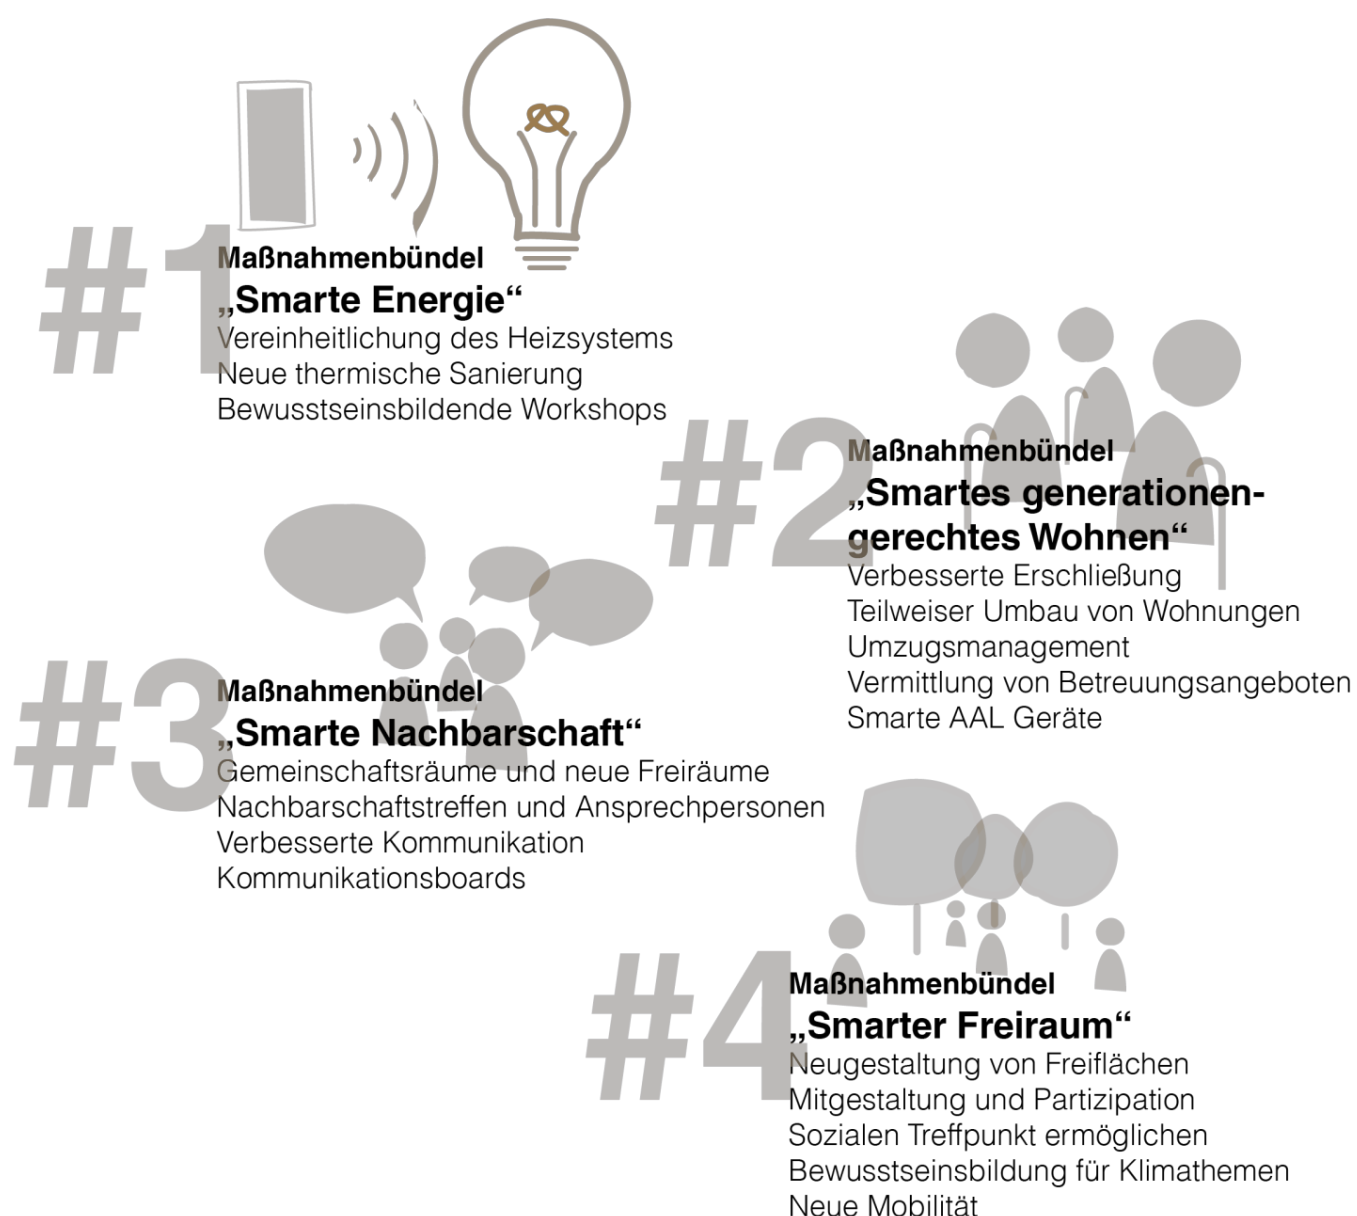 #1
Maßnahmenbündel
„Smarte Energie“
Vereinheitlichung des Heizsystems
Neue thermische Sanierung
Bewusstseinsbildende Workshops
#2
Maßnahmenbündel
„Smartes generationen-
gerechtes Wohnen“
Verbesserte Erschließung
Teilweiser Umbau von Wohnungen
Umzugsmanagement
Vermittlung von Betreuungsangeboten
Smarte AAL Geräte
#3
Maßnahmenbündel
„Smarte Nachbarschaft“
Gemeinschaftsräume und neue Freiräume
Nachbarschaftstreffen und Ansprechpersonen
Verbesserte Kommunikation
Kommunikationsboards
#4
Maßnahmenbündel
„Smarter Freiraum“
Neugestaltung von Freiflächen
Mitgestaltung und Partizipation
Sozialen Treffpunkt ermöglichen
Bewusstseinsbildung für Klimathemen
Neue Mobilität